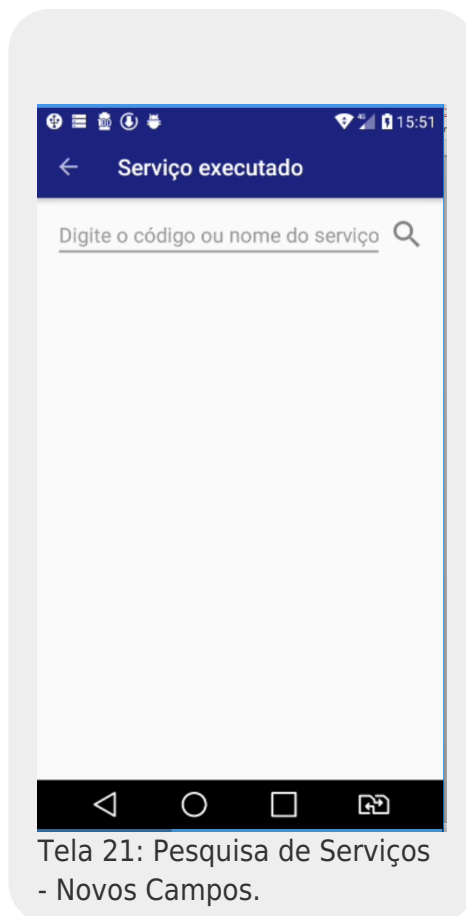 15:51
Serviço executado
Digite o código ou nome do serviço
Tela 21: Pesquisa de Serviços
- Novos Campos.